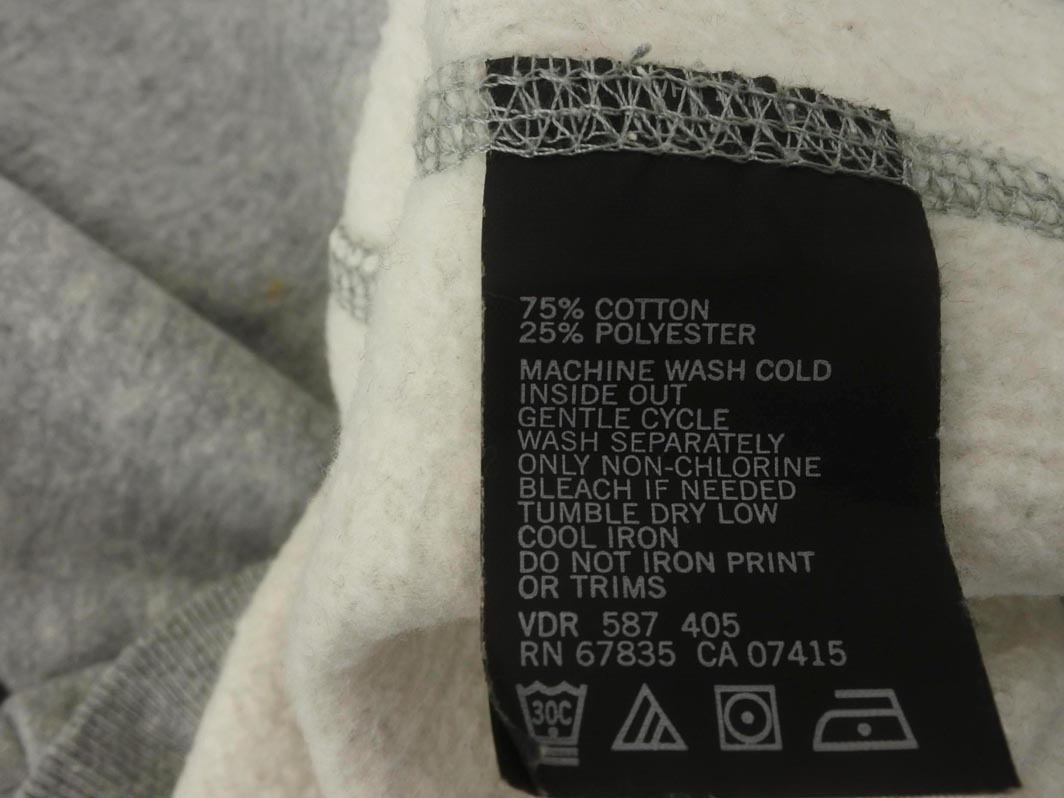 75% COTTON
25% POLYESTER
MACHINE WASH COLD
INSIDE OUT
GENTLE CYCLE
WASH SEPARATELY
ONLY NON-CHLORINE
BLEACH IF NEEDED
TUMBLE DRY LOW
COOL IRON
DO NOT IRON PRINT
OR TRIMS
VDR 587 405
RN 67835 CA 07415
30C